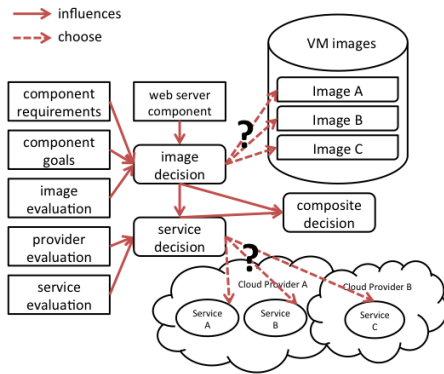 influences
choose
VM images
component
requirements
web server
component
Image A
Image B
Image C
?
component
goals
image
decision
image
evaluation
composite
decision
provider
evaluation
service
decision
?
service
evaluation
Cloud Provider A
Cloud Provider B
Service
A
Service
B
Service
C